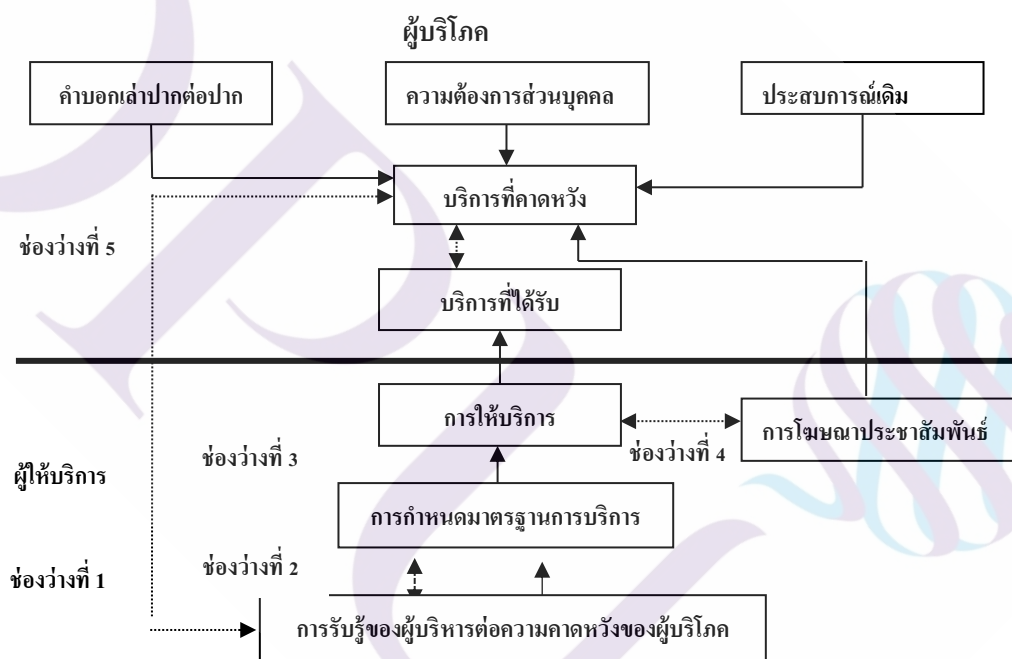 ผู้บริโภค
คำบอกเล่าปากต่อปาก
ความต้องการส่วนบุคคล
ประสบการณ์เดิม
บริการที่คาดหวัง
ช่องว่างที่ 5
บริการที่ได้รับ
การให้บริการ
การโฆษณาประชาสัมพันธ์
ช่องว่างที่ 3
ช่องว่างที่ 4
ผู้ให้บริการ
การกำหนดมาตรฐานการบริการ
ช่องว่างที่ 2
ช่องว่างที่ 1
การรับรู้ของผู้บริหารต่อความคาดหวังของผู้บริโภค